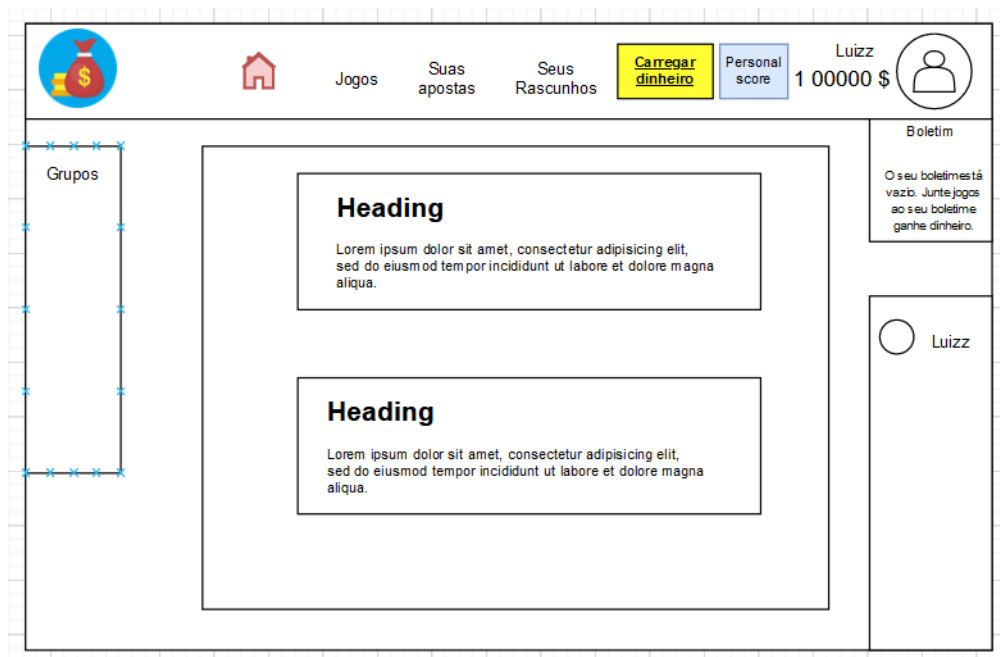 $
Jogos
Suas
apostas
Seus
Rascunhos
Carregar
dinheiro
Personal
score
Luizz
1 00000 $
Boletim
O seu boletimestá
vazio. Junte jogos
ao seu boletime
ganhe dinheiro.
Grupos
Heading
Lorem ipsum dolor sit amet, consectetur adipisicing elit,
sed do eiusmod tempor incididunt ut labore et dolore magna
aliqua.
Luizz
Heading
Lorem ipsum dolor sit amet, consectetur adipisicing elit,
sed do eiusmod tempor incididunt ut labore et dolore magna
aliqua.